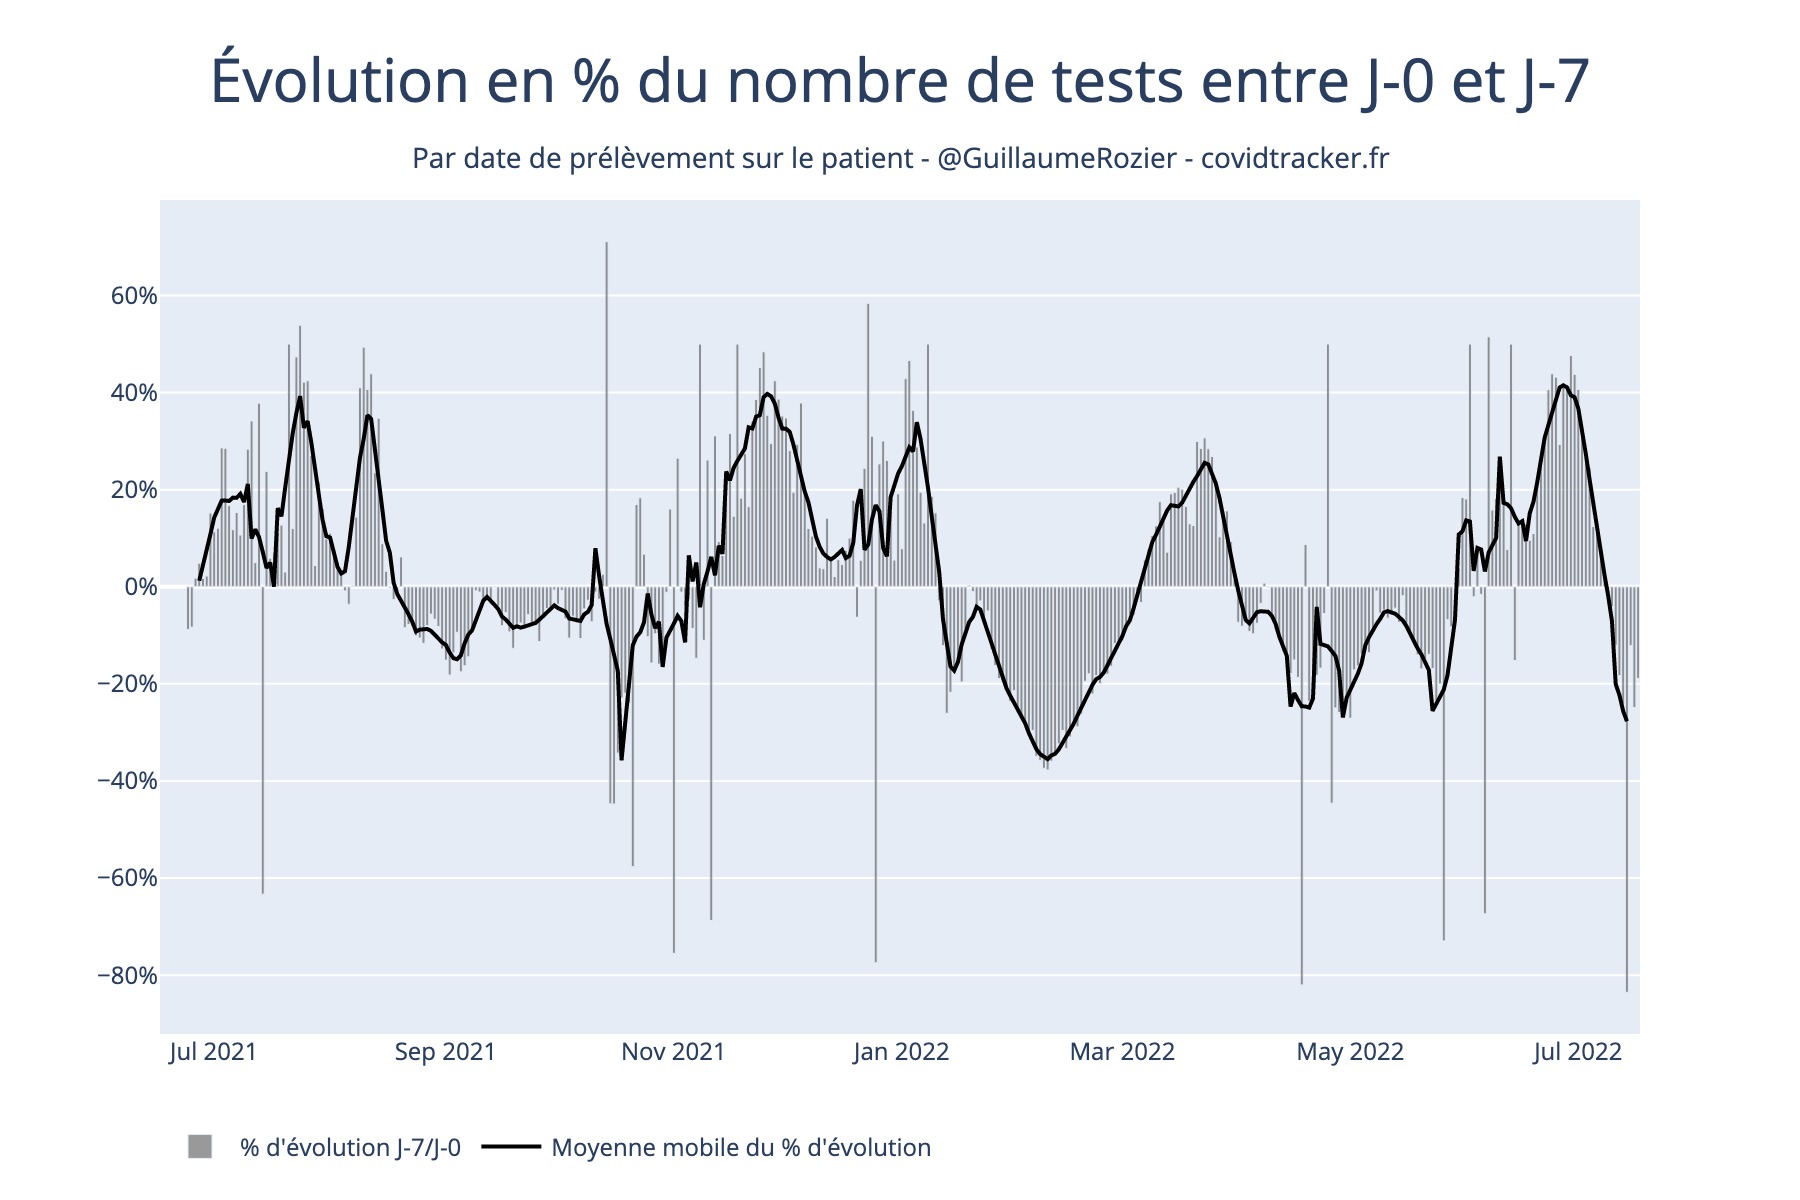 Évolution en % du nombre de tests entre J-0 et J-7
Par date de prélèvement sur le patient - @GuillaumeRozier - covidtracker.fr
60%
40%
20%
0%
−20%
−40%
−60%
−80%
Jul 2021
Sep 2021
Nov 2021
Jan 2022
Mar 2022
May 2022
Jul 2022
% d'évolution J-7/J-0
Moyenne mobile du % d'évolution